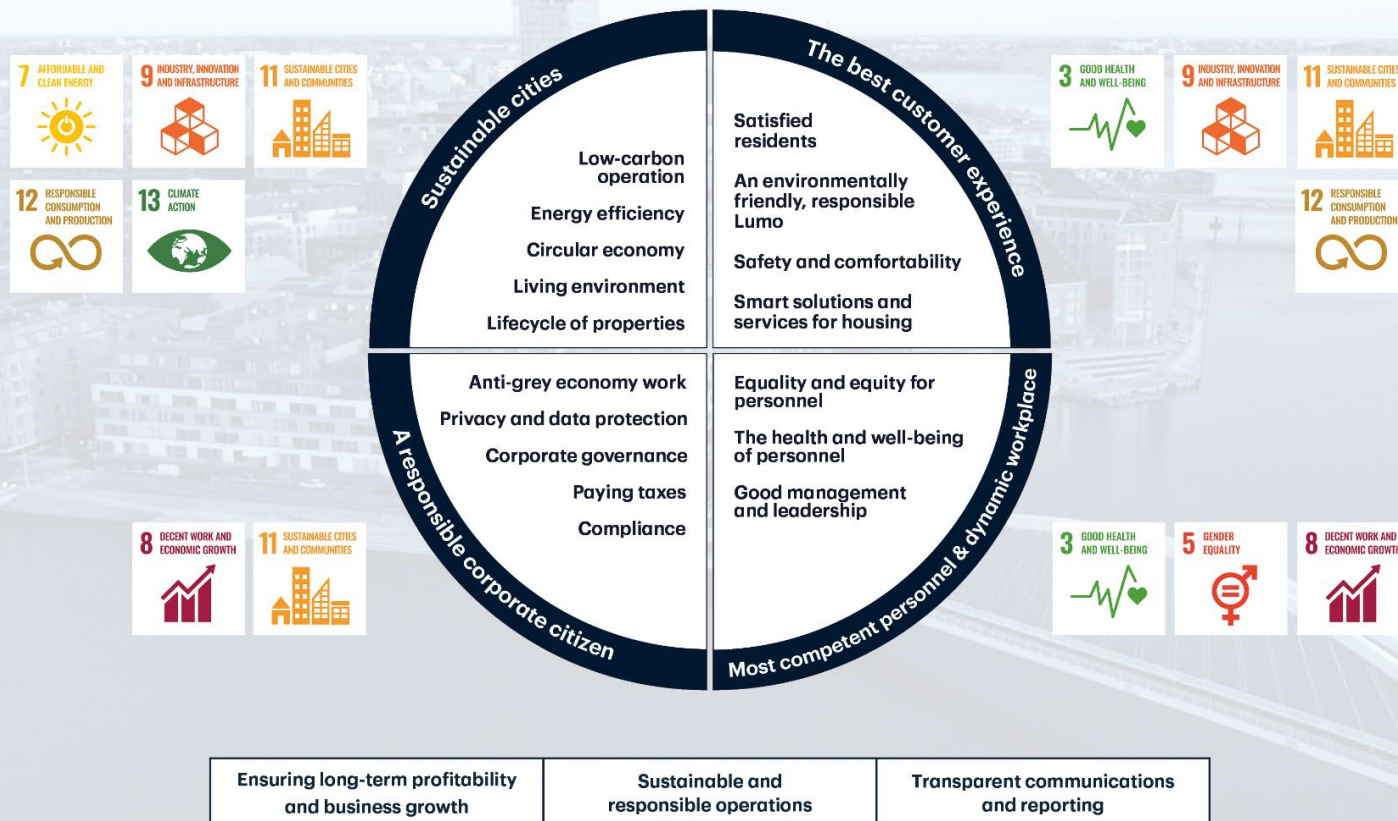 7 AFFORDABLE AND
CLEAN ENERGY
9 INDUSTRY, INNOVATION
AND INFRASTRUCTURE
11 SUSTAINABLE CITIES
AND COMMUNITIES
12 RESPONSIBLE
CONSUMPTION
AND PRODUCTION
13 CLIMATE
ACTION
Sustainable cities
Low-carbon
operation
Energy efficiency
Circular economy
Living environment
Lifecycle of properties
The best customer experience
Satisfied
residents
An environmentally
friendly, responsible
Lumo
Safety and comfortability
Smart solutions and
services for housing
3 GOOD HEALTH
AND WELL-BEING
9 INDUSTRY, INNOVATION
AND INFRASTRUCTURE
11 SUSTAINABLE CITIES
AND COMMUNITIES
12 RESPONSIBLE
CONSUMPTION
AND PRODUCTION
8 DECENT WORK AND
ECONOMIC GROWTH
11 SUSTAINABLE CITIES
AND COMMUNITIES
A responsible corporate citizen
Anti-grey economy work
Privacy and data protection
Corporate governance
Paying taxes
Compliance
Most competent personnel & dynamic workplace
Equality and equity for
personnel
The health and well-being
of personnel
Good management
and leadership
3 GOOD HEALTH
AND WELL-BEING
5 GENDER
EQUALITY
8 DECENT WORK AND
ECONOMIC GROWTH
Ensuring long-term profitability
and business growth
Sustainable and
responsible operations
Transparent communications
and reporting